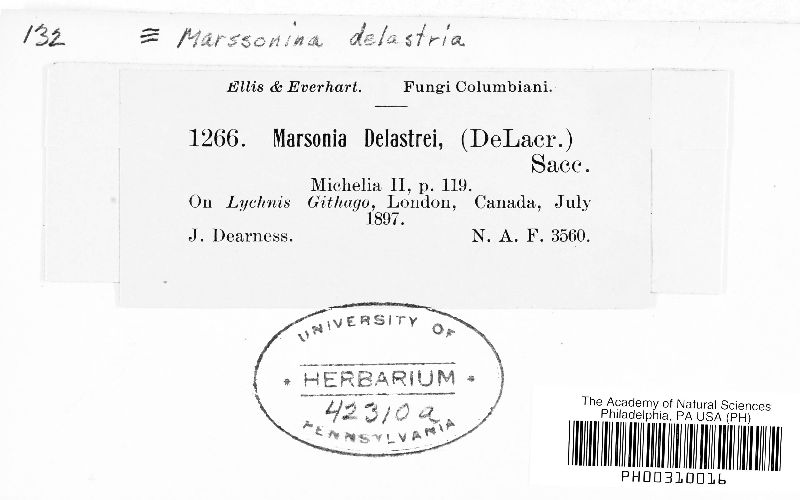 132 ≡ Marssonina delastria
Ellis & Everhart. Fungi Columbiani.
1266. Marsonia Delastrei, (DeLacr.)
Sacc.
Michelia II, p. 119.
On Lychnis Githago, London, Canada, July
1897.
J. Dearness. N. A. F. 3560.
UNIVERSITY OF
HERBARIUM
42310a
PENNSYLVANIA
The Academy of Natural Sciences
Philadelphia, PA USA (PH)
PH00310016